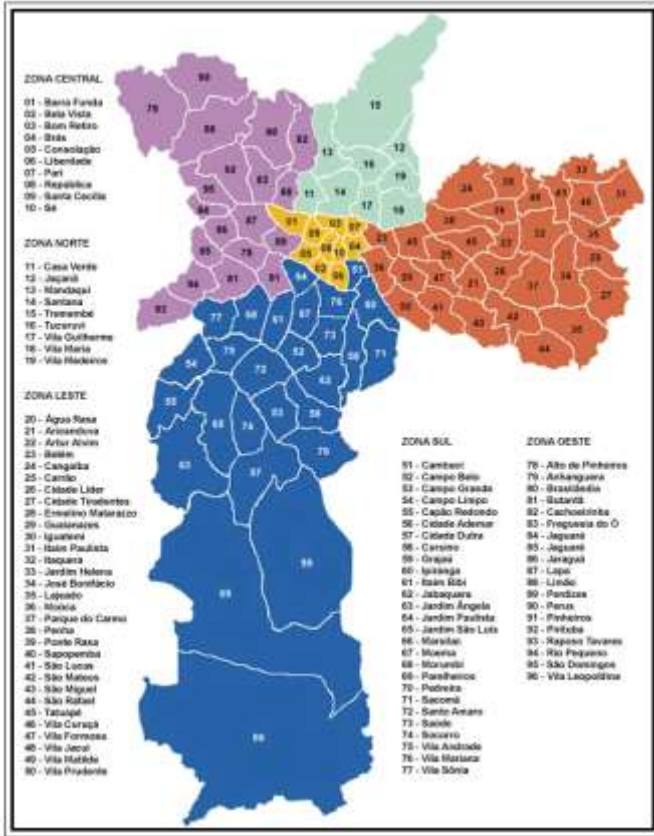 ZONA CENTRAL
01 - Barra Funda
02 - Bela Vista
03 - Bom Retiro
04 - Brás
05 - Consolação
06 - Liberdade
07 - Pari
08 - República
09 - Santa Cecília
10 - Sé
ZONA NORTE
11 - Casa Verde
12 - Jaçanã
13 - Mandaqui
14 - Santana
15 - Tremembé
16 - Tucuruvi
17 - Vila Guilherme
18 - Vila Maria
19 - Vila Medeiros
ZONA LESTE
20 - Água Rasa
21 - Aricanduva
22 - Artur Alvim
23 - Belém
24 - Cangaíba
25 - Carrão
26 - Cidade Líder
27 - Cidade Tiradentes
28 - Ermelino Matarazzo
29 - Guaianazes
30 - Iguatemi
31 - Itaim Paulista
32 - Itaquera
33 - Jardim Helena
34 - José Bonifácio
35 - Lajeado
36 - Moóca
37 - Parque do Carmo
38 - Penha
39 - Ponte Rasa
40 - Sapopemba
41 - São Lucas
42 - São Mateus
43 - São Miguel
44 - São Rafael
45 - Tatuapé
46 - Vila Curuçá
47 - Vila Formosa
48 - Vila Jacuí
49 - Vila Matilde
50 - Vila Prudente
ZONA SUL
51 - Cambuci
52 - Campo Belo
53 - Campo Grande
54 - Campo Limpo
55 - Capão Redondo
56 - Cidade Ademar
57 - Cidade Dutra
58 - Cursino
59 - Grajaú
60 - Ipiranga
61 - Itaim Bibi
62 - Jabaquara
63 - Jardim Ângela
64 - Jardim Paulista
65 - Jardim São Luís
66 - Marsilac
67 - Moema
68 - Morumbi
69 - Parelheiros
70 - Pedreira
71 - Sacomã
72 - Santo Amaro
73 - Saúde
74 - Socorro
75 - Vila Andrade
76 - Vila Mariana
77 - Vila Sônia
ZONA OESTE
78 - Alto de Pinheiros
79 - Anhanguera
80 - Brasilândia
81 - Butantã
82 - Cachoeirinha
83 - Freguesia do Ó
84 - Jaguara
85 - Jaguaré
86 - Jaraguá
87 - Lapa
88 - Limão
89 - Perdizes
90 - Perus
91 - Pinheiros
92 - Pirituba
93 - Raposo Tavares
94 - Rio Pequeno
95 - São Domingos
96 - Vila Leopoldina